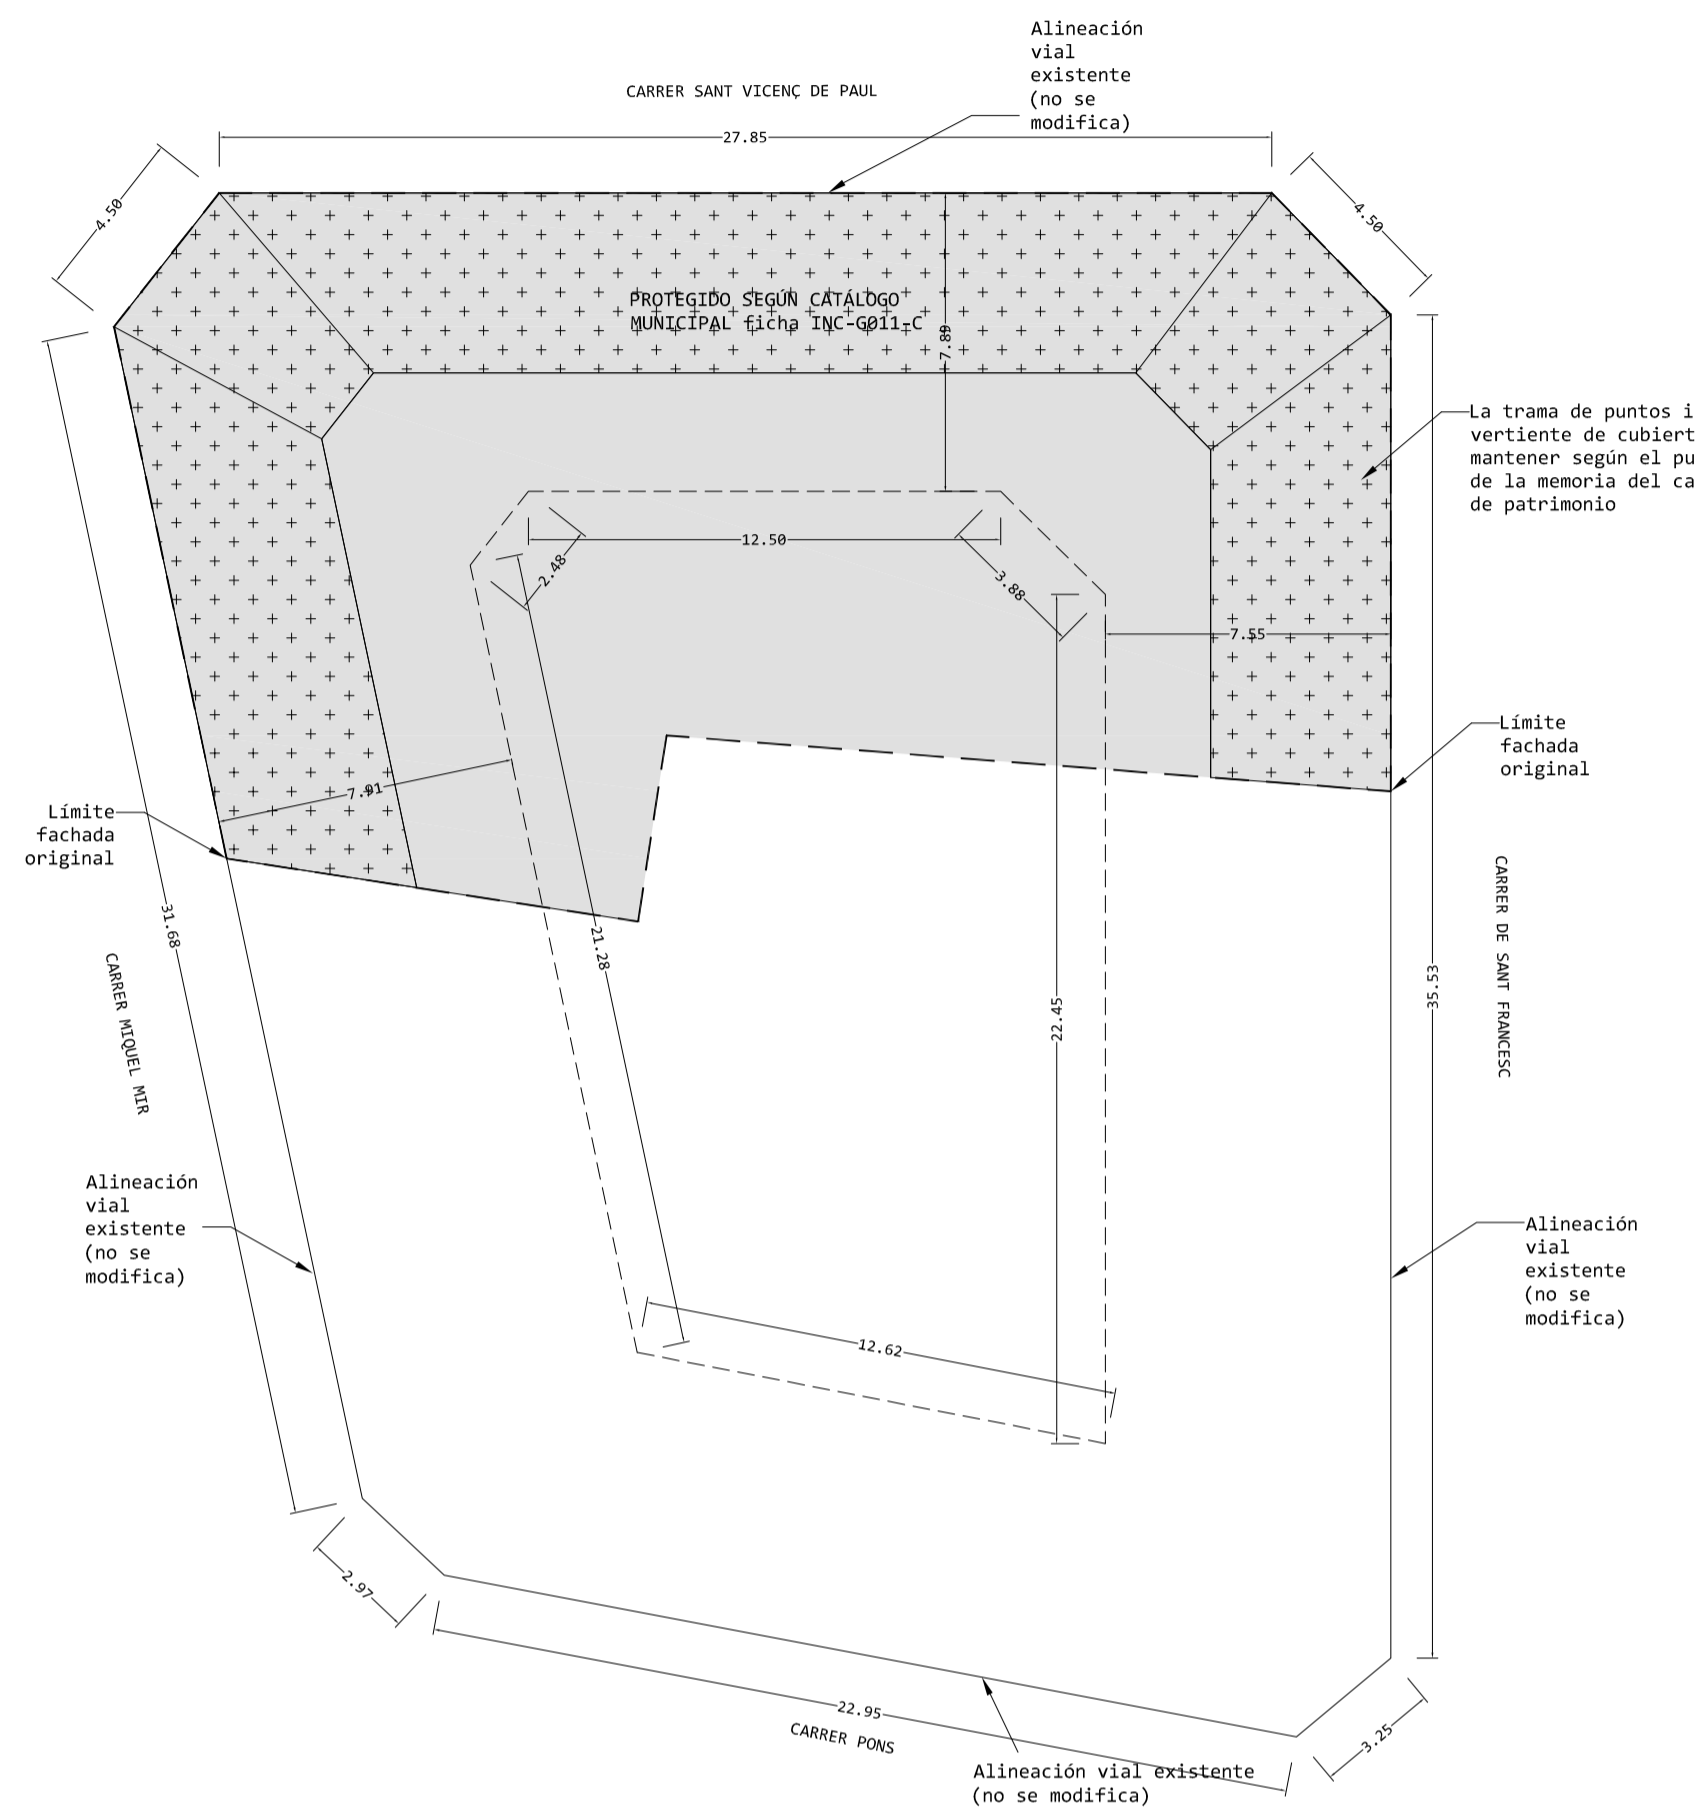 Alineación
vial
existente
(no se
modifica)
CARRER SANT VICENÇ DE PAUL
27.85
4.50
4.50
PROTEGIDO SEGÚN CATÁLOGO
MUNICIPAL ficha INC-G011-C
7.89
La trama de puntos i
vertiente de cubiert
mantener según el pu
de la memoria del ca
de patrimonio
12.50
2.48
3.88
7.55
Límite
fachada
original
7.91
Límite
fachada
original
31.68
21.28
22.45
35.53
CARRER DE SANT FRANCESC
CARRER MIQUEL MIR
Alineación
vial
existente
(no se
modifica)
Alineación
vial
existente
(no se
modifica)
12.62
2.97
22.95
CARRER PONS
3.25
Alineación vial existente
(no se modifica)